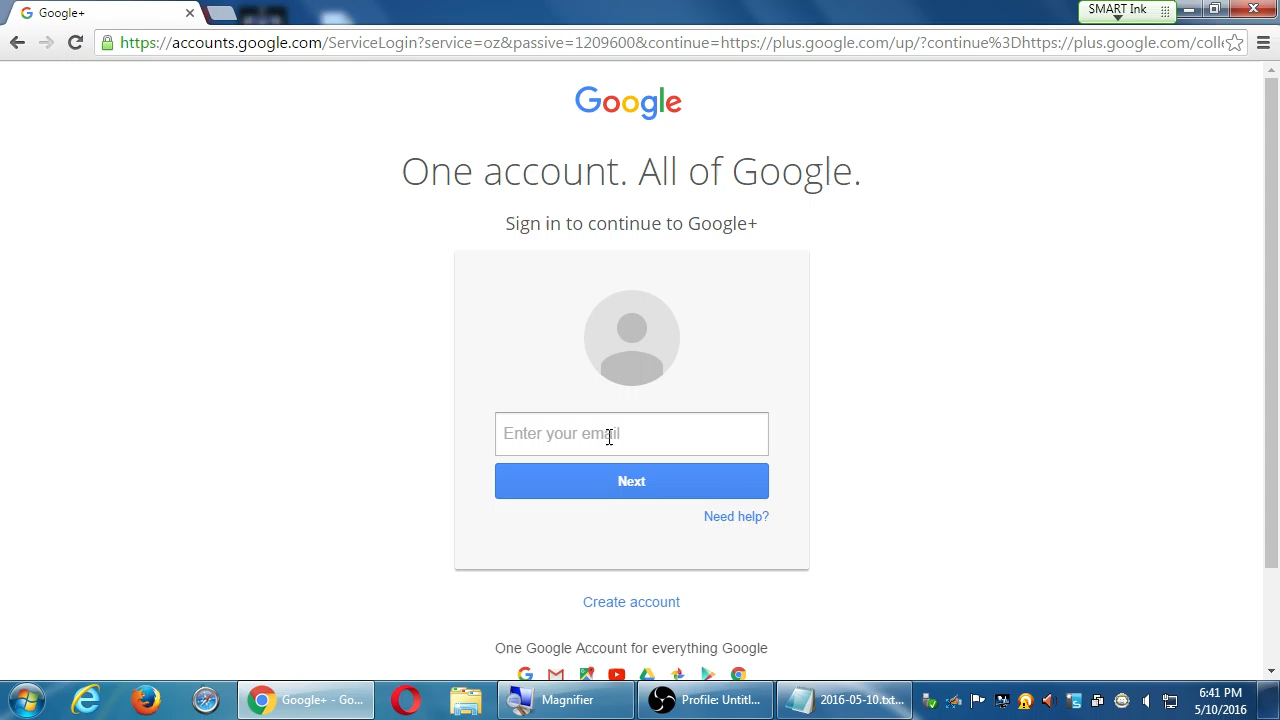 Google+
SMART Ink
https://accounts.google.com/ServiceLogin?service=oz&passive=1209600&continue=https://plus.google.com/up/?continue%3Dhttps://plus.google.com/colle
Google
One account. All of Google.
Sign in to continue to Google+
Enter your email
Next
Need help?
Create account
One Google Account for everything Google
Google+ - Go...
Magnifier
Profile: Untitl...
2016-05-10.txt...
6:41 PM
5/10/2016